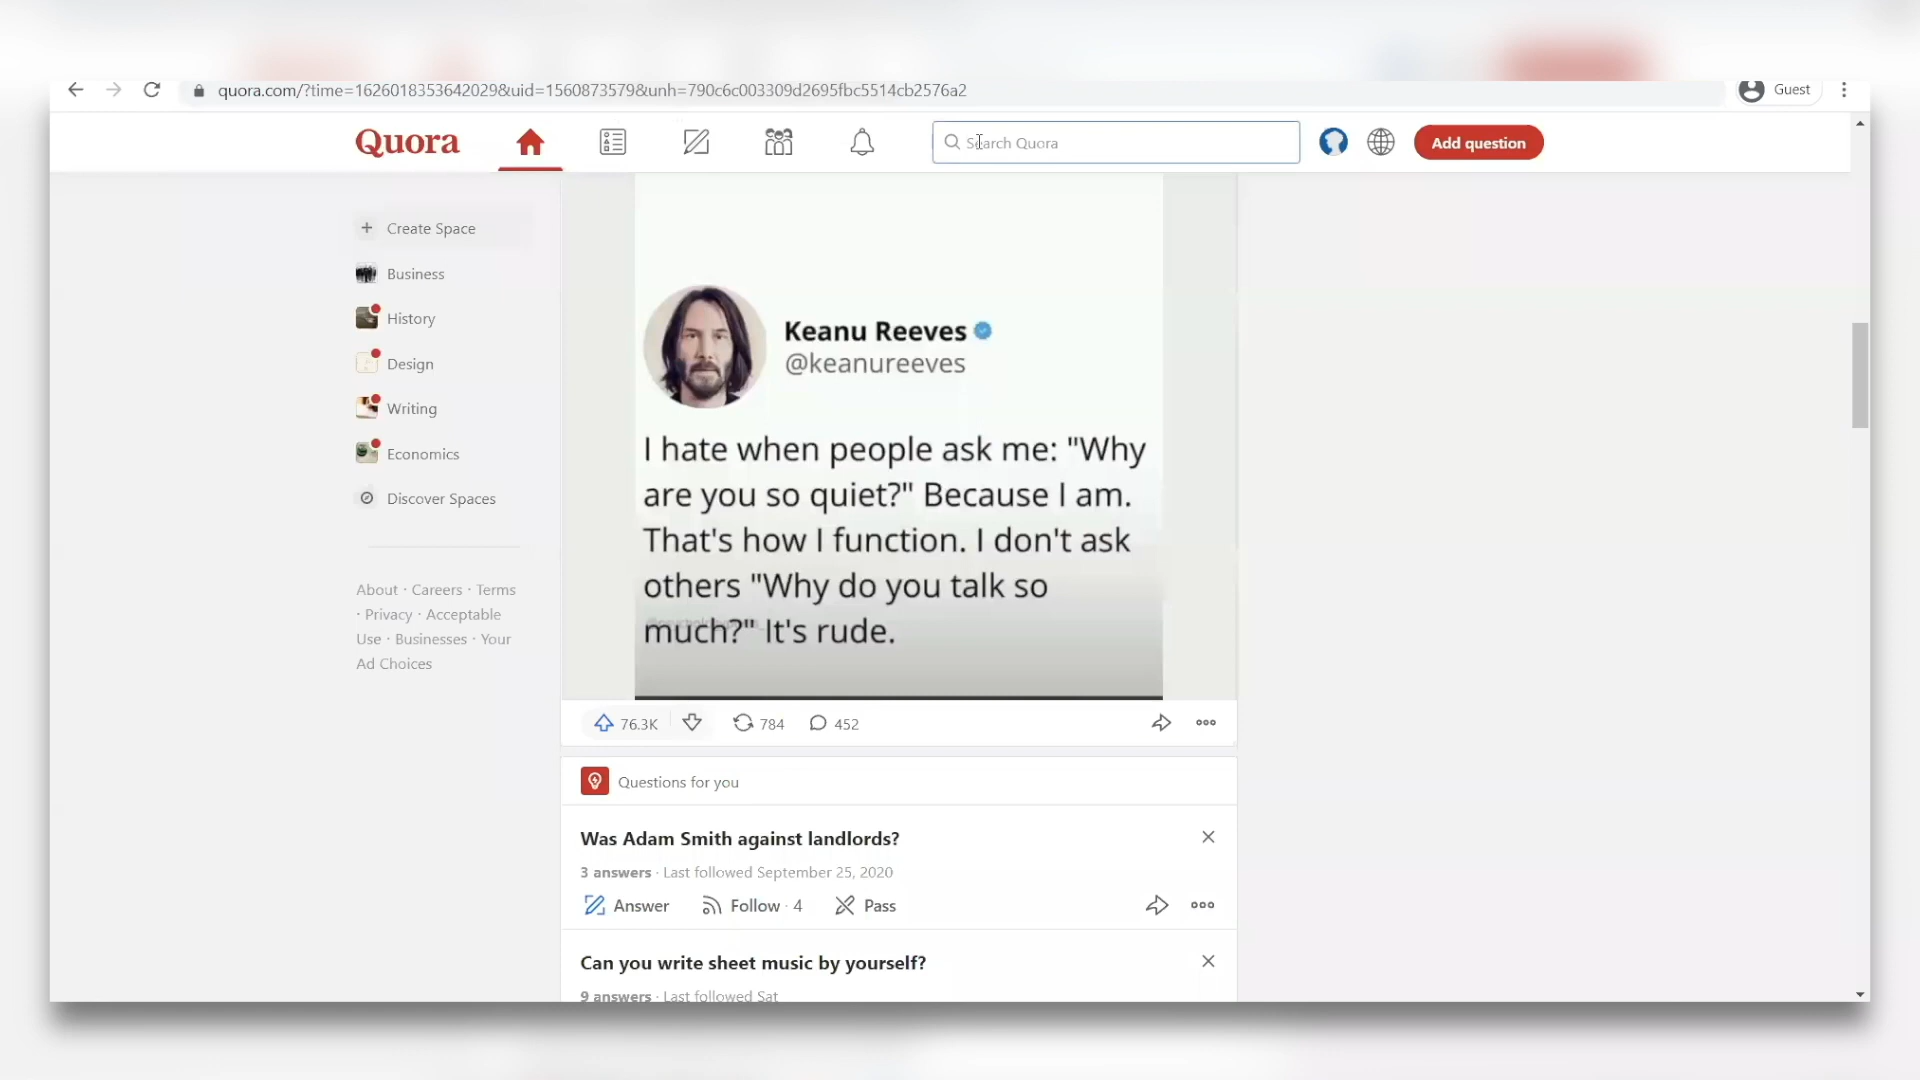 quora.com/?time=1626018353642029&uid=1560873579&unh=790c6c003309d2695fbc5514cb2576a2
Guest
Quora
Search Quora
Add question
Create Space
Business
History
Design
Writing
Economics
Discover Spaces
About · Careers · Terms
· Privacy · Acceptable
Use · Businesses · Your
Ad Choices
Keanu Reeves
@keanureeves
I hate when people ask me: "Why
are you so quiet?" Because I am.
That's how I function. I don't ask
others "Why do you talk so
much?" It's rude.
76.3K
784
452
Questions for you
Was Adam Smith against landlords?
3 answers · Last followed September 25, 2020
Answer
Follow · 4
Pass
Can you write sheet music by yourself?
9 answers · Last followed Sat